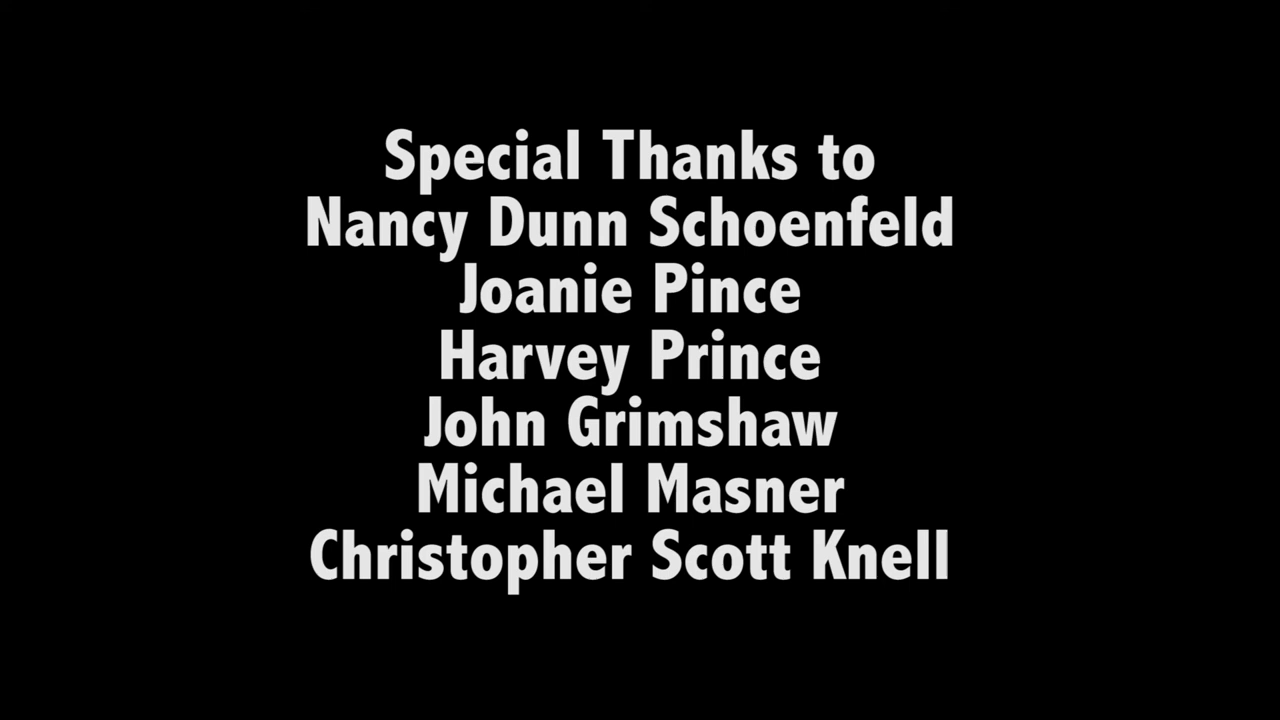 Special Thanks to
Nancy Dunn Schoenfeld
Joanie Pince
Harvey Prince
John Grimshaw
Michael Masner
Christopher Scott Knell